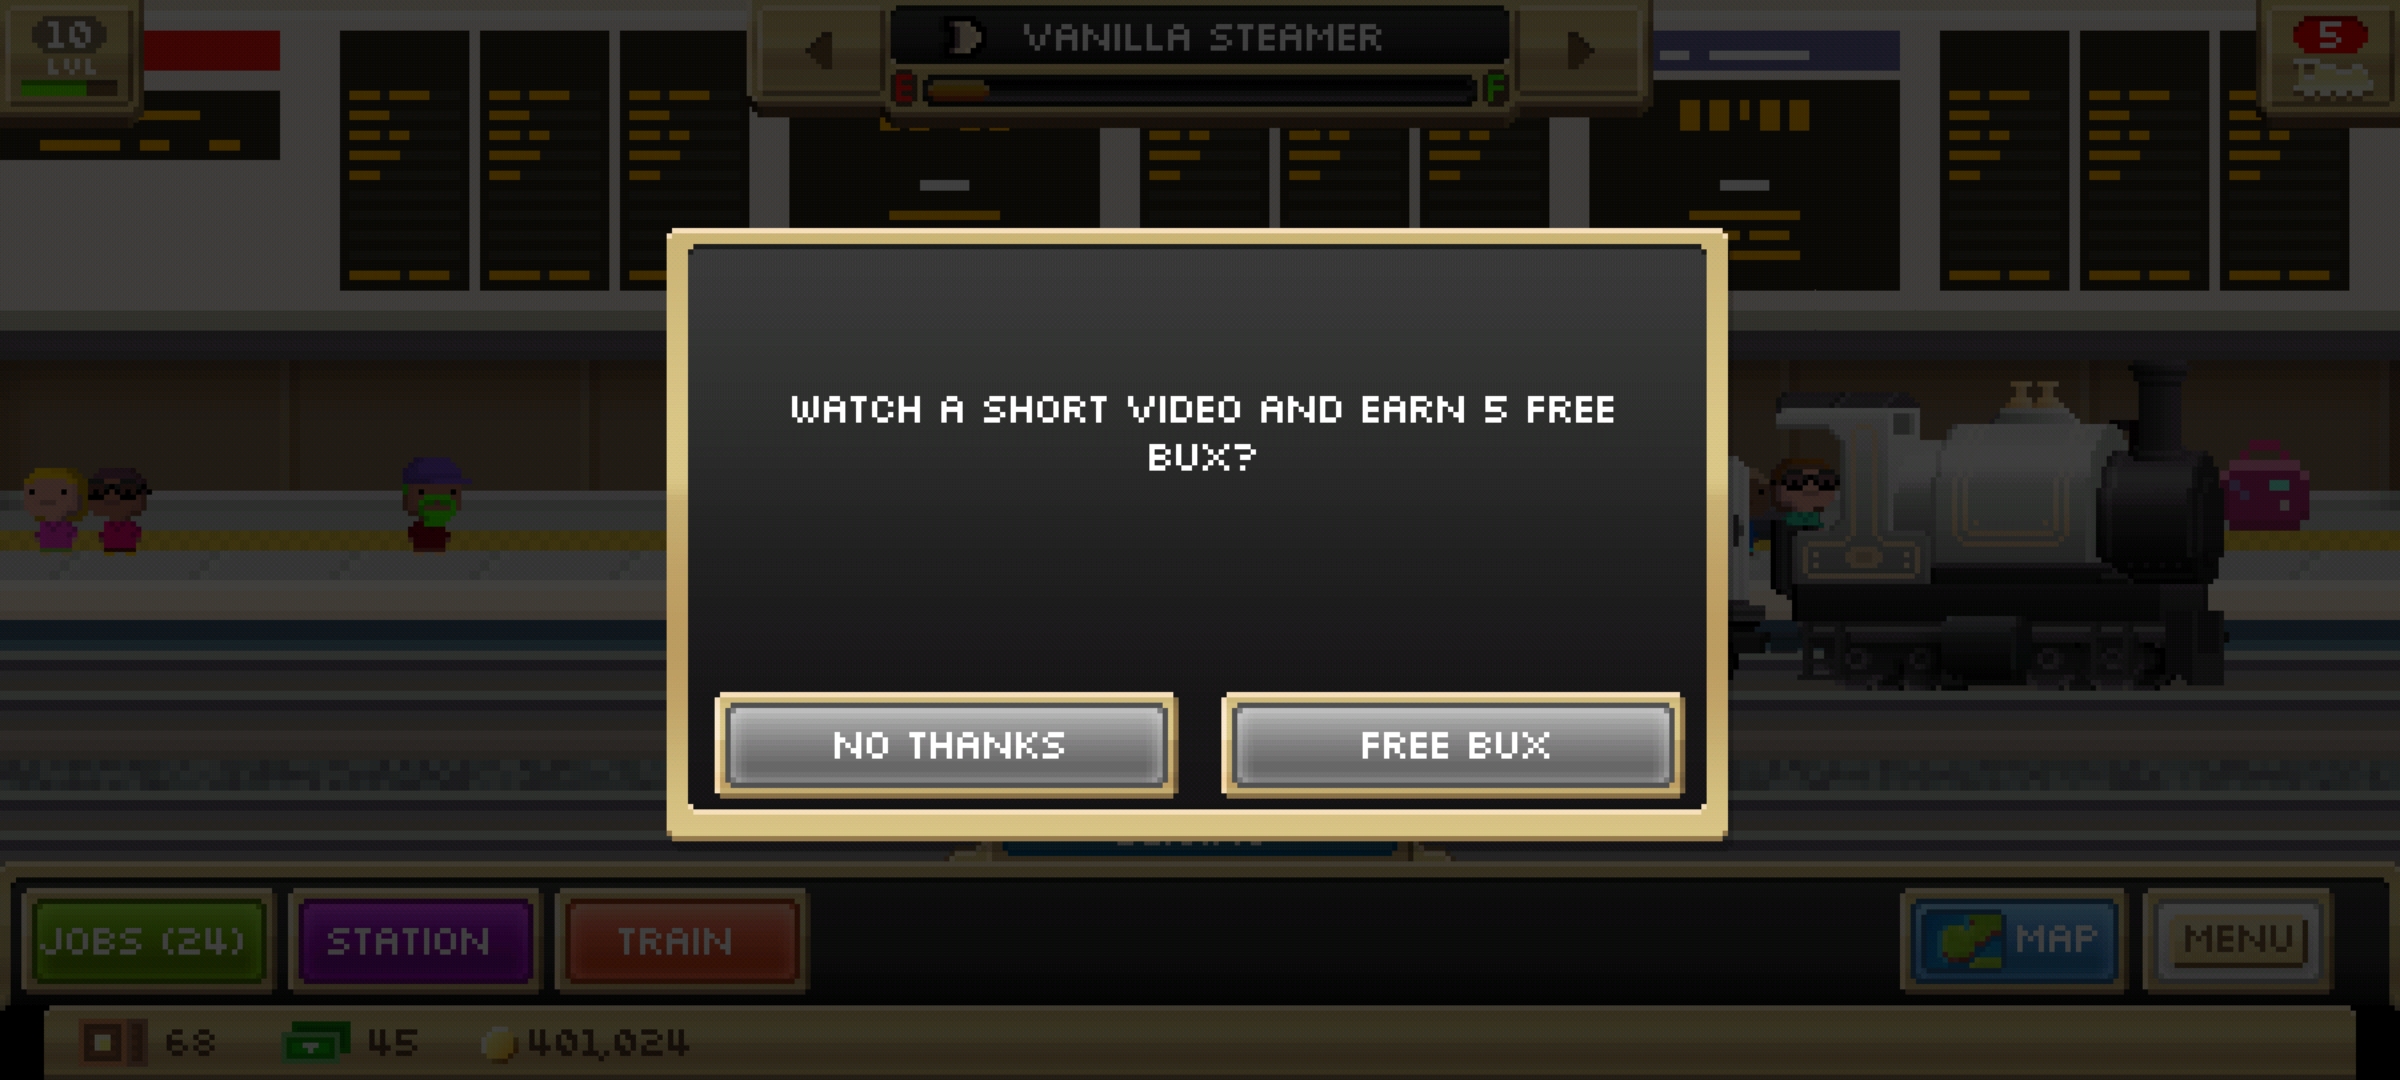 10
LVL
VANILLA STEAMER
E
F
5
WATCH A SHORT VIDEO AND EARN 5 FREE
BUX?
NO THANKS
FREE BUX
JOBS (24)
STATION
TRAIN
MAP
MENU
68
45
401,024